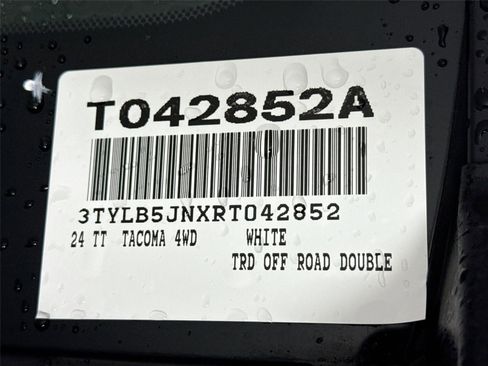 T042852A
3TYLB5JNXRT042852
24 TT TACOMA 4WD WHITE
TRD OFF ROAD DOUBLE